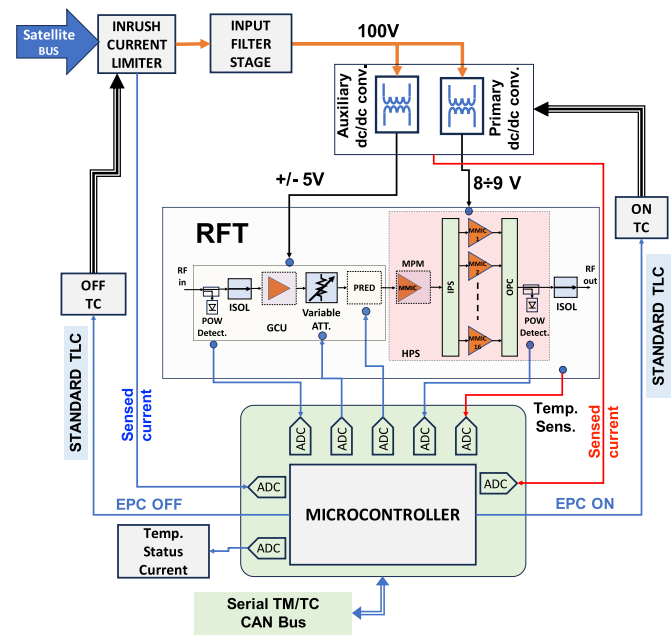 Satellite
BUS
INRUSH
CURRENT
LIMITER
INPUT
FILTER
STAGE
100V
Auxiliary
dc/dc conv.
Primary
dc/dc conv.
+/- 5V
8÷9 V
ON
TC
OFF
TC
RFT
RF
in
ISOL
POW
Detect.
GCU
Variable
ATT.
PRED
MPM
MMIC
HPS
IPS
MMIC
1
MMIC
2
MMIC
16
OPC
POW
Detect.
ISOL
RF
out
STANDARD TLC
Sensed
current
Temp.
Sens.
Sensed
current
STANDARD TLC
ADC
ADC
ADC
ADC
ADC
ADC
ADC
EPC OFF
MICROCONTROLLER
EPC ON
Temp.
Status
Current
ADC
Serial TM/TC
CAN Bus